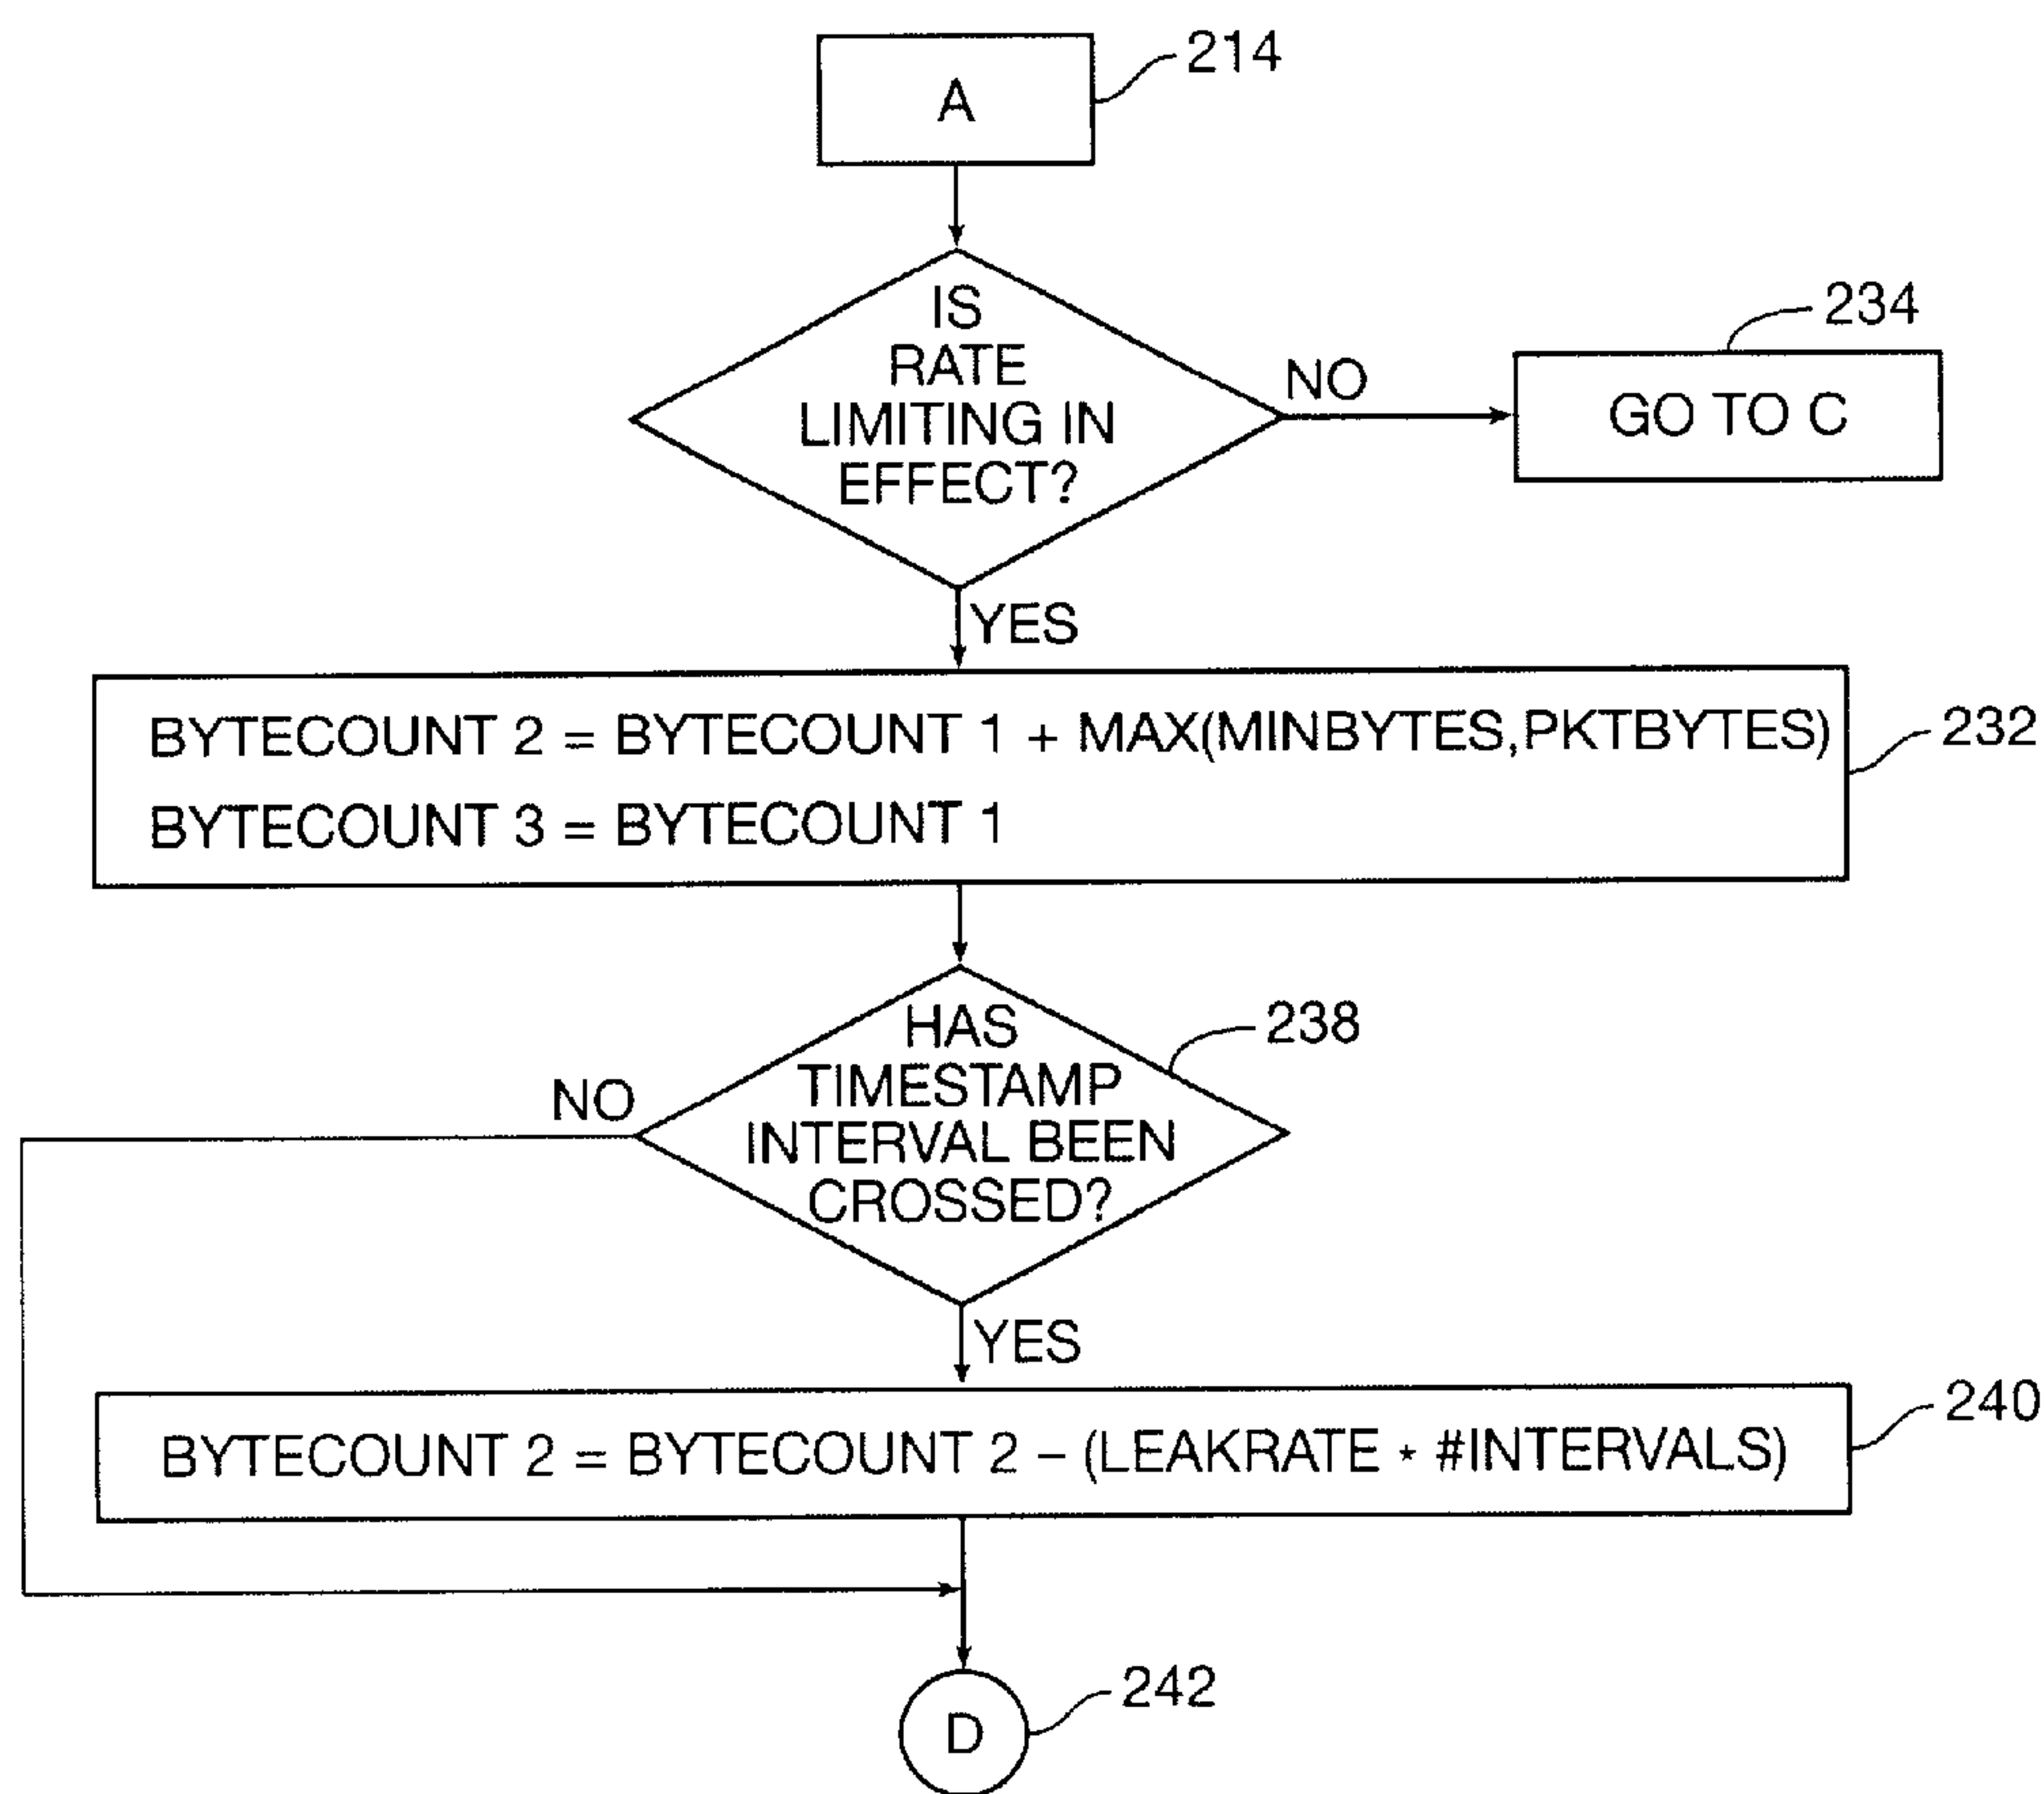 A
214
IS
RATE
LIMITING IN
EFFECT?
NO
234
GO TO C
YES
BYTECOUNT 2 = BYTECOUNT 1 + MAX(MINBYTES,PKTBYTES)
BYTECOUNT 3 = BYTECOUNT 1
232
HAS
TIMESTAMP
INTERVAL BEEN
CROSSED?
238
NO
YES
BYTECOUNT 2 = BYTECOUNT 2 – (LEAKRATE * #INTERVALS)
240
D
242